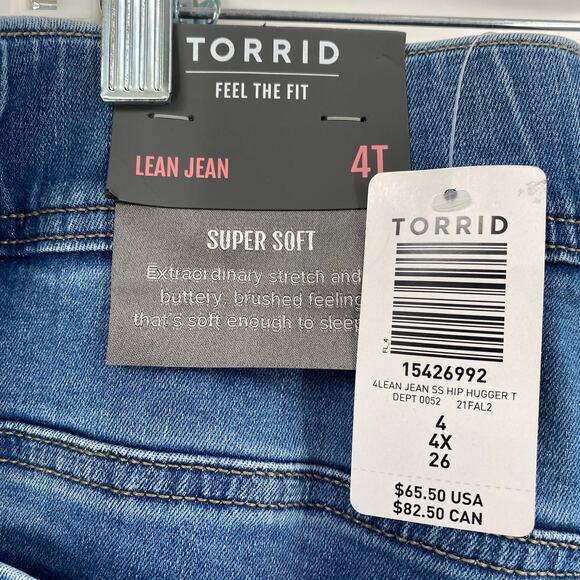 TORRID
FEEL THE FIT
LEAN JEAN 4T
SUPER SOFT
Extraordinary stretch and
buttery, brushed feeling
that's soft enough to sleep
TORRID
FL_4
15426992
4LEAN JEAN SS HIP HUGGER T
DEPT 0052 21FAL2
4
4X
26
$65.50 USA
$82.50 CAN